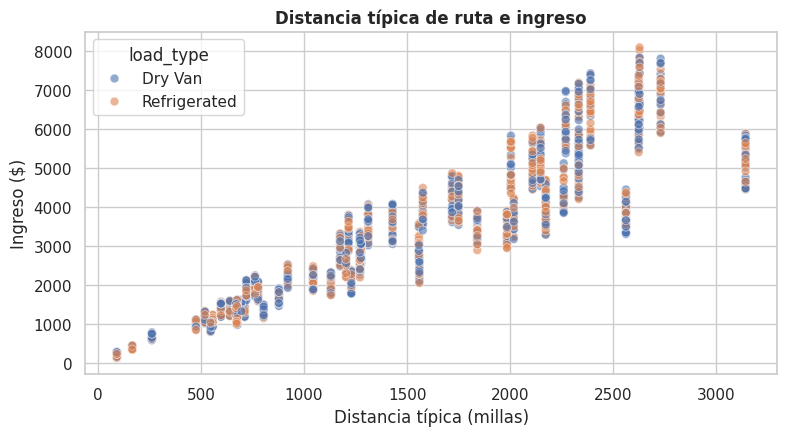 Distancia típica de ruta e ingreso
load_type
Dry Van
Refrigerated
Ingreso ($)
8000
7000
6000
5000
4000
3000
2000
1000
0
0 500 1000 1500 2000 2500 3000
Distancia típica (millas)